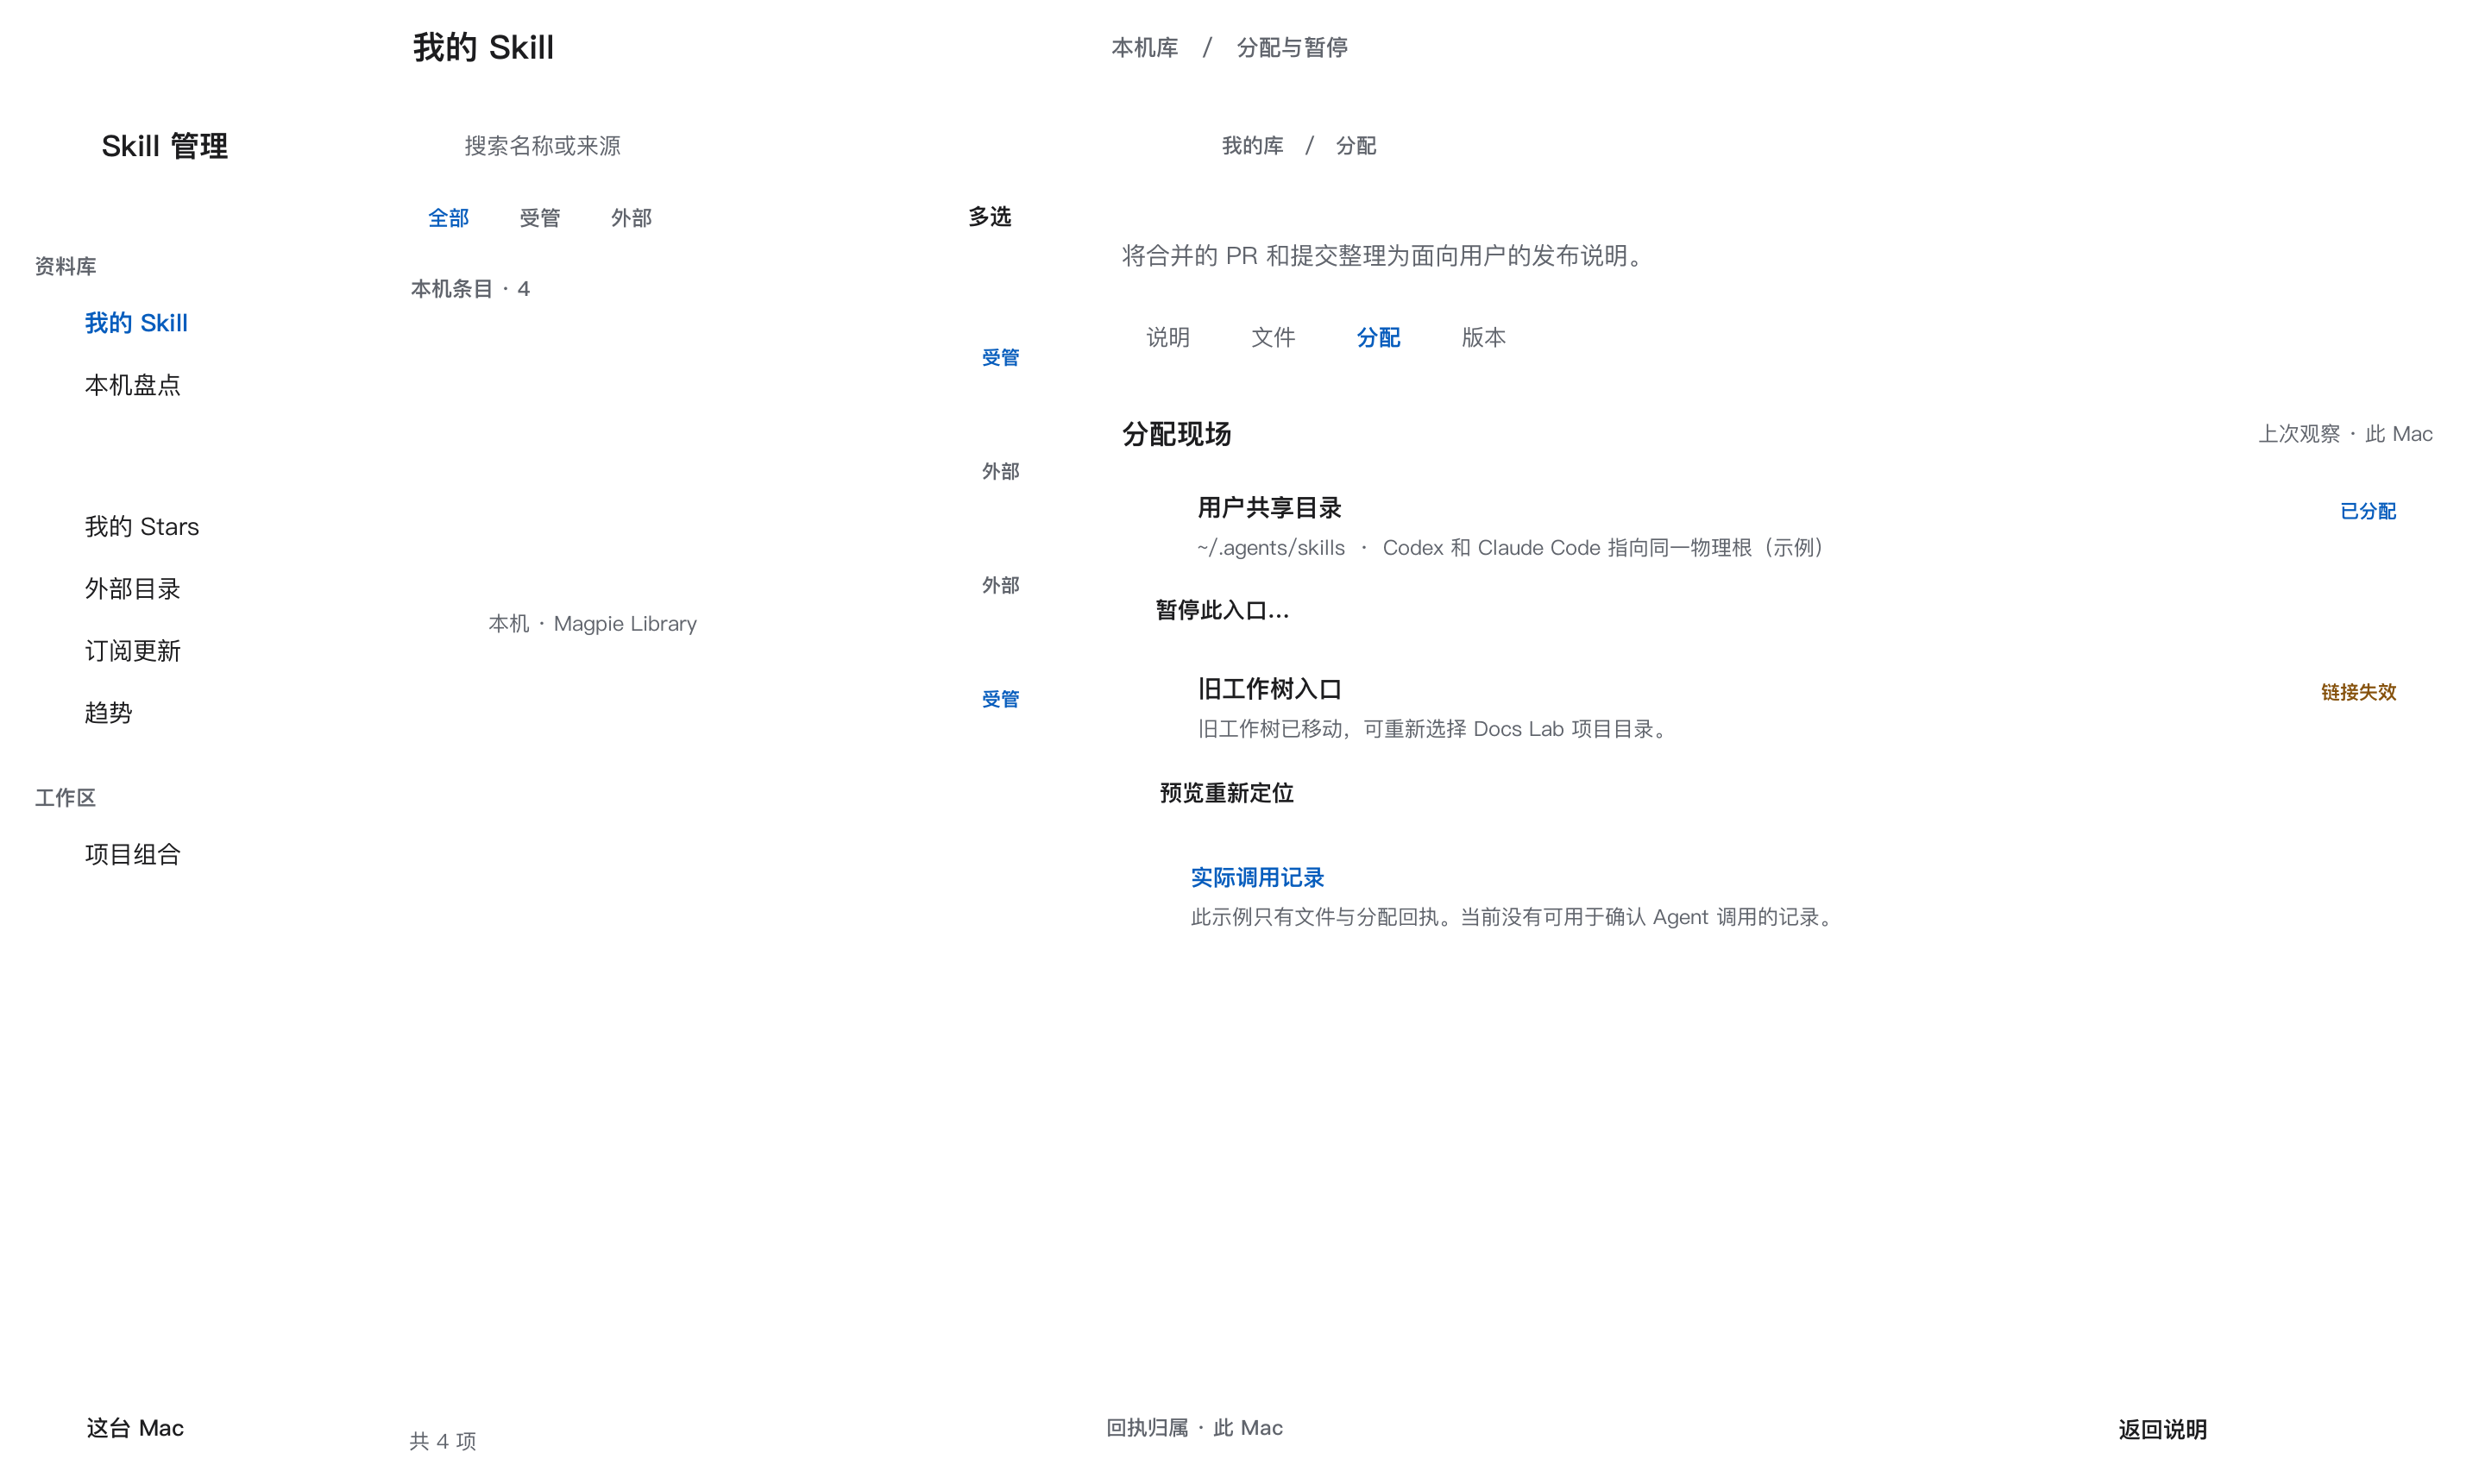 Skill 管理
资料库
我的 Skill
本机盘点
我的 Stars
外部目录
订阅更新
趋势
工作区
项目组合
这台 Mac
我的 Skill
搜索名称或来源
全部 受管 外部 多选
本机条目 · 4
受管
外部
外部
本机 · Magpie Library
受管
共 4 项
本机库 / 分配与暂停
我的库 / 分配
将合并的 PR 和提交整理为面向用户的发布说明。
说明 文件 分配 版本
分配现场 上次观察 · 此 Mac
用户共享目录 已分配
~/.agents/skills · Codex 和 Claude Code 指向同一物理根（示例）
暂停此入口...
旧工作树入口 链接失效
旧工作树已移动，可重新选择 Docs Lab 项目目录。
预览重新定位
实际调用记录
此示例只有文件与分配回执。当前没有可用于确认 Agent 调用的记录。
回执归属 · 此 Mac 返回说明